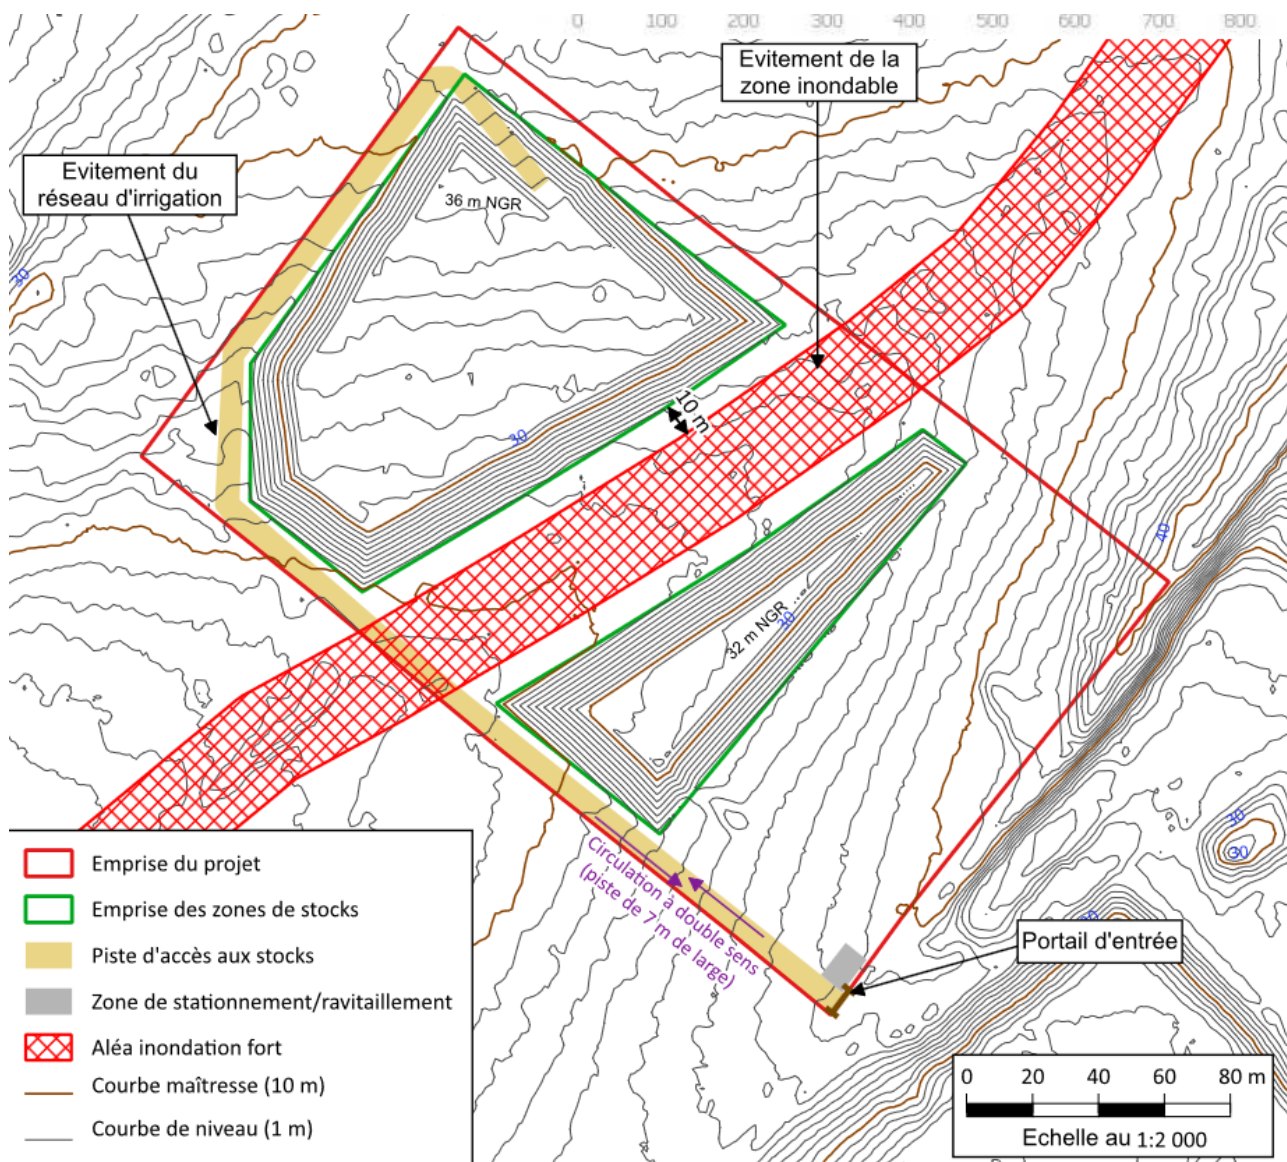 0 100 200 300 400 500 600 700 800
Evitement de la
zone inondable
Evitement du
réseau d'irrigation
36 m NGR
30
10 m
30
40
32 m NGR
30
Circulation à double sens
(piste de 7 m de large)
30
30
Portail d'entrée
Emprise du projet
Emprise des zones de stocks
Piste d'accès aux stocks
Zone de stationnement/ravitaillement
Aléa inondation fort
Courbe maîtresse (10 m)
Courbe de niveau (1 m)
0 20 40 60 80 m
Echelle au 1:2 000